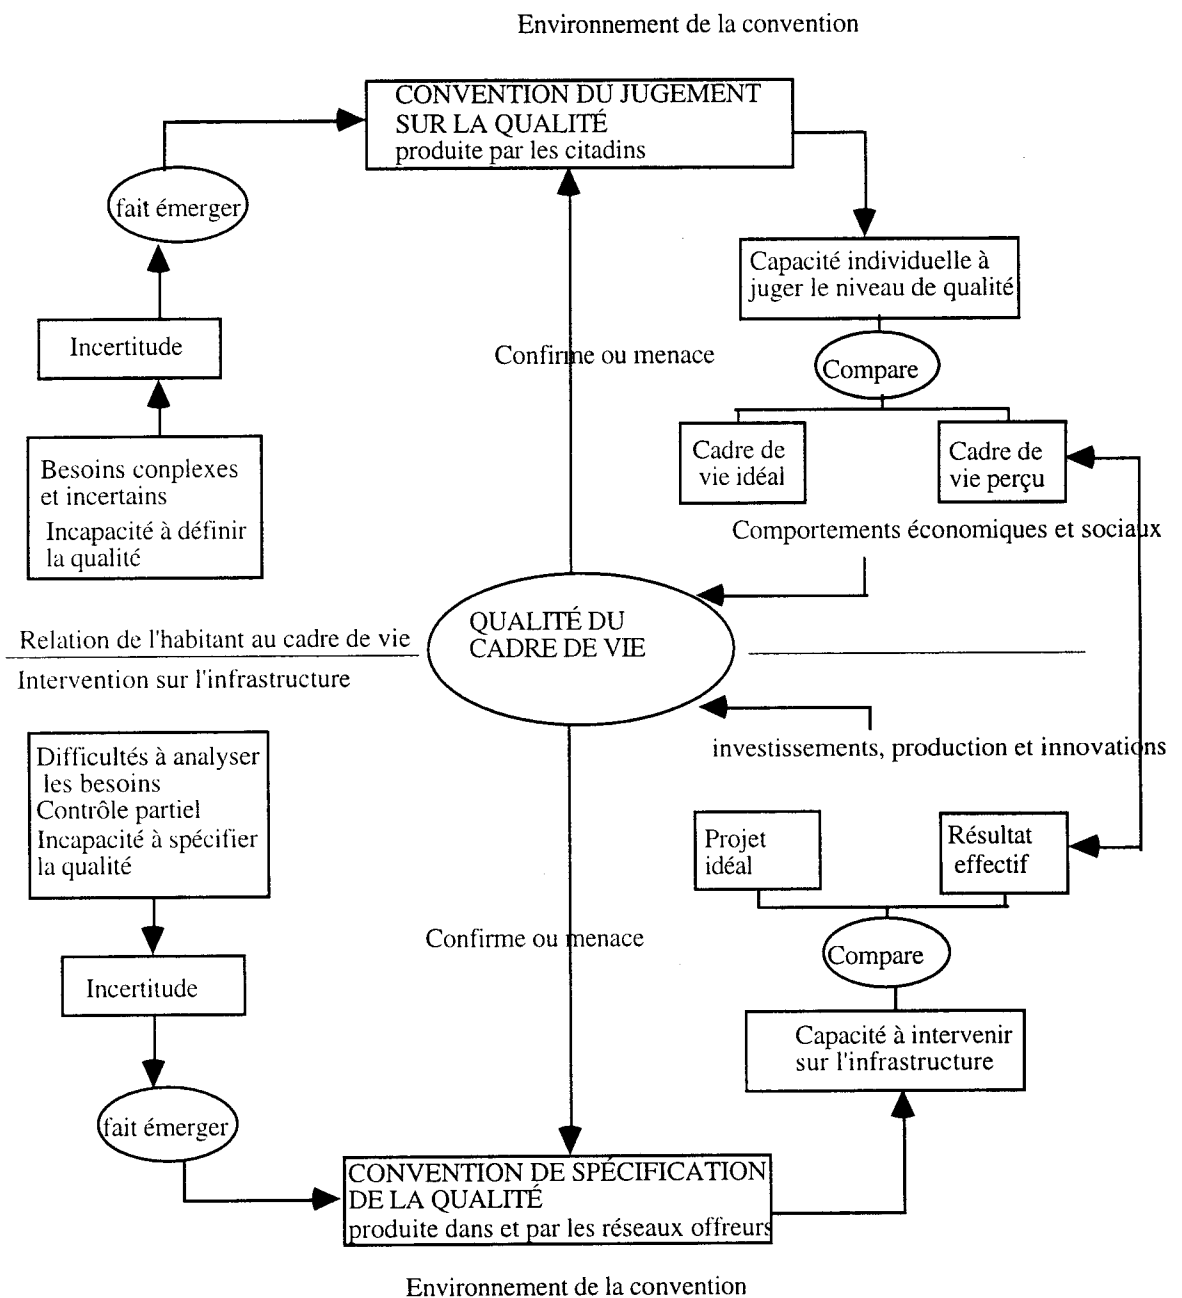 Environnement de la convention
CONVENTION DU JUGEMENT
SUR LA QUALITÉ
produite par les citadins
fait émerger
Capacité individuelle à
juger le niveau de qualité
Incertitude
Confirme ou menace
Compare
Besoins conplexes
et incertains
Incapacité à définir
la qualité
Cadre de
vie idéal
Cadre de
vie perçu
Comportements économiques et sociaux
QUALITÉ DU
CADRE DE VIE
Relation de l'habitant au cadre de vie
Intervention sur l'infrastructure
investissements, production et innovations
Difficultés à analyser
les besoins
Contrôle partiel
Incapacité à spécifier
la qualité
Projet
idéal
Résultat
effectif
Confirme ou menace
Compare
Incertitude
Capacité à intervenir
sur l'infrastructure
fait émerger
CONVENTION DE SPÉCIFICATION
DE LA QUALITÉ
produite dans et par les réseaux offreurs
Environnement de la convention